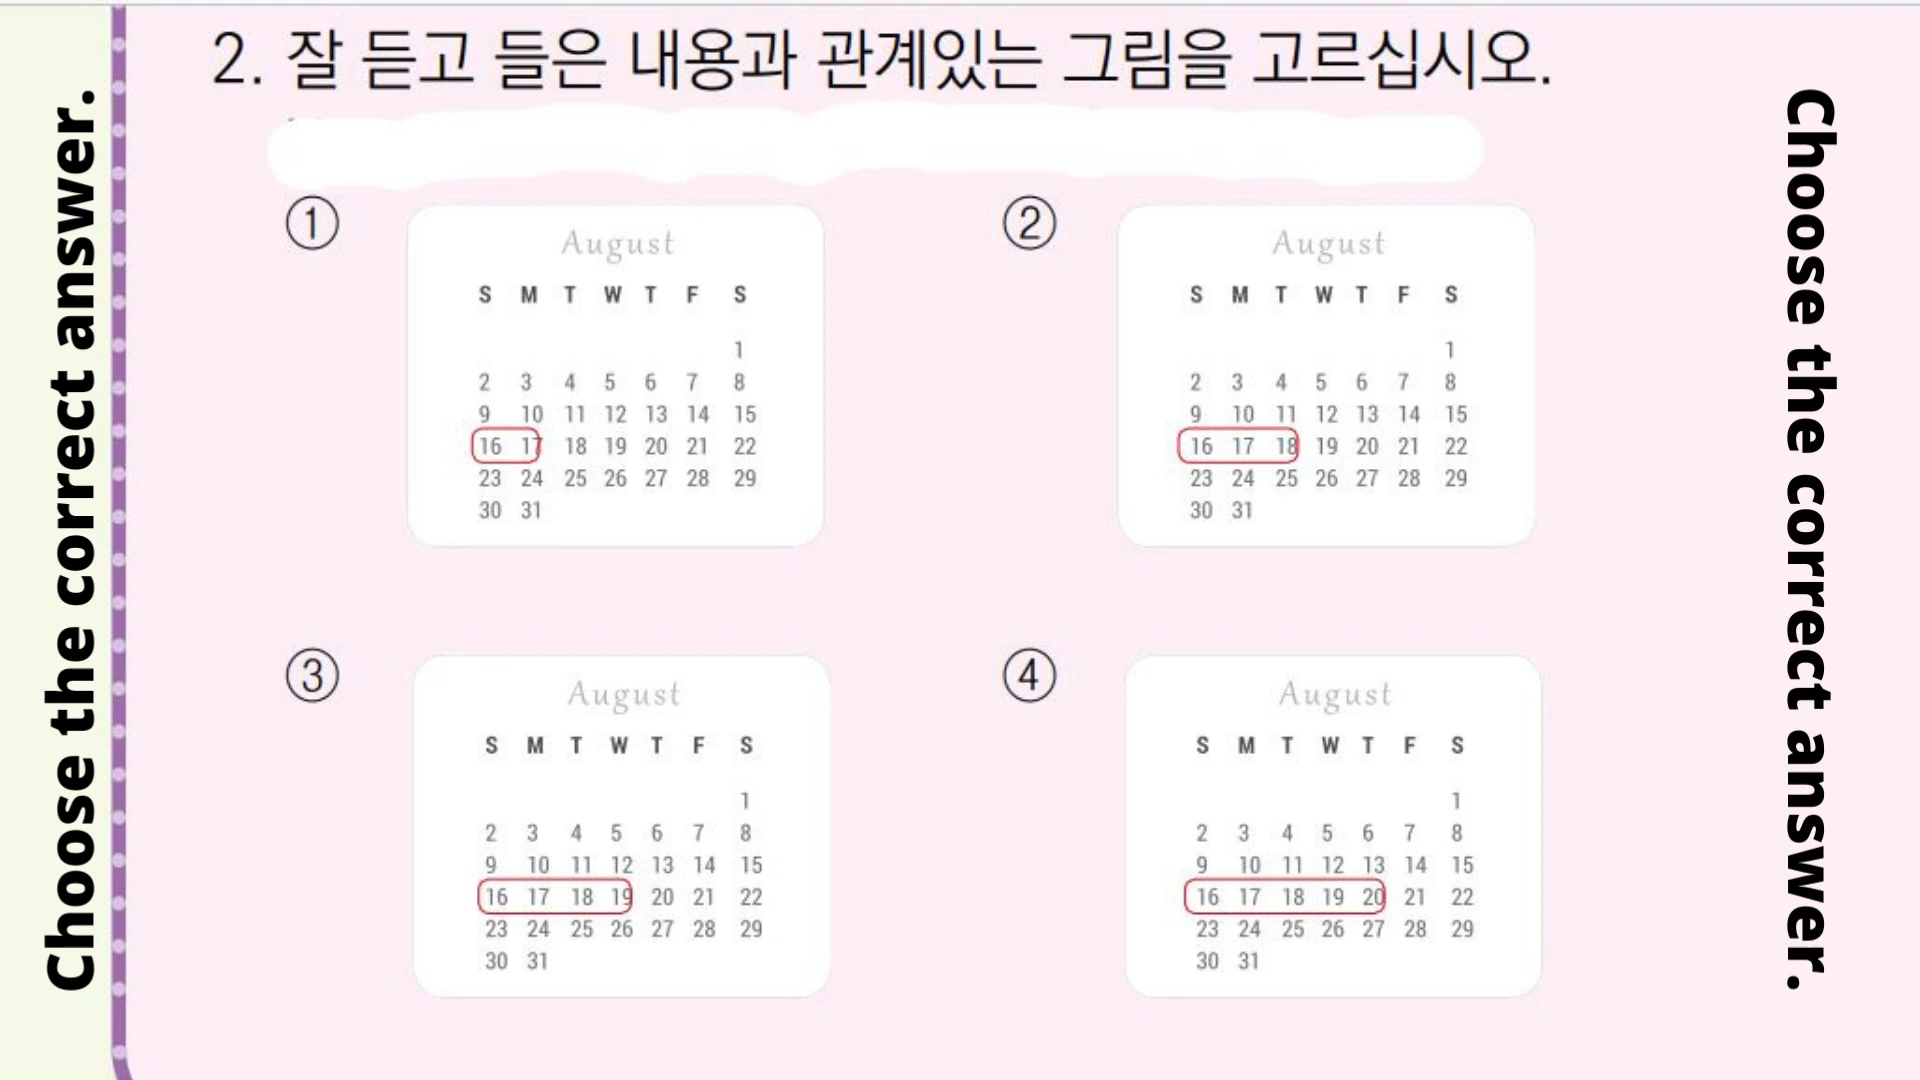 Choose the correct answer.
2. 잘 듣고 들은 내용과 관계있는 그림을 고르십시오.
①
August
S M T W T F S
1
2 3 4 5 6 7 8
9 10 11 12 13 14 15
16 17 18 19 20 21 22
23 24 25 26 27 28 29
30 31
②
August
S M T W T F S
1
2 3 4 5 6 7 8
9 10 11 12 13 14 15
16 17 18 19 20 21 22
23 24 25 26 27 28 29
30 31
③
August
S M T W T F S
1
2 3 4 5 6 7 8
9 10 11 12 13 14 15
16 17 18 19 20 21 22
23 24 25 26 27 28 29
30 31
④
August
S M T W T F S
1
2 3 4 5 6 7 8
9 10 11 12 13 14 15
16 17 18 19 20 21 22
23 24 25 26 27 28 29
30 31
Choose the correct answer.